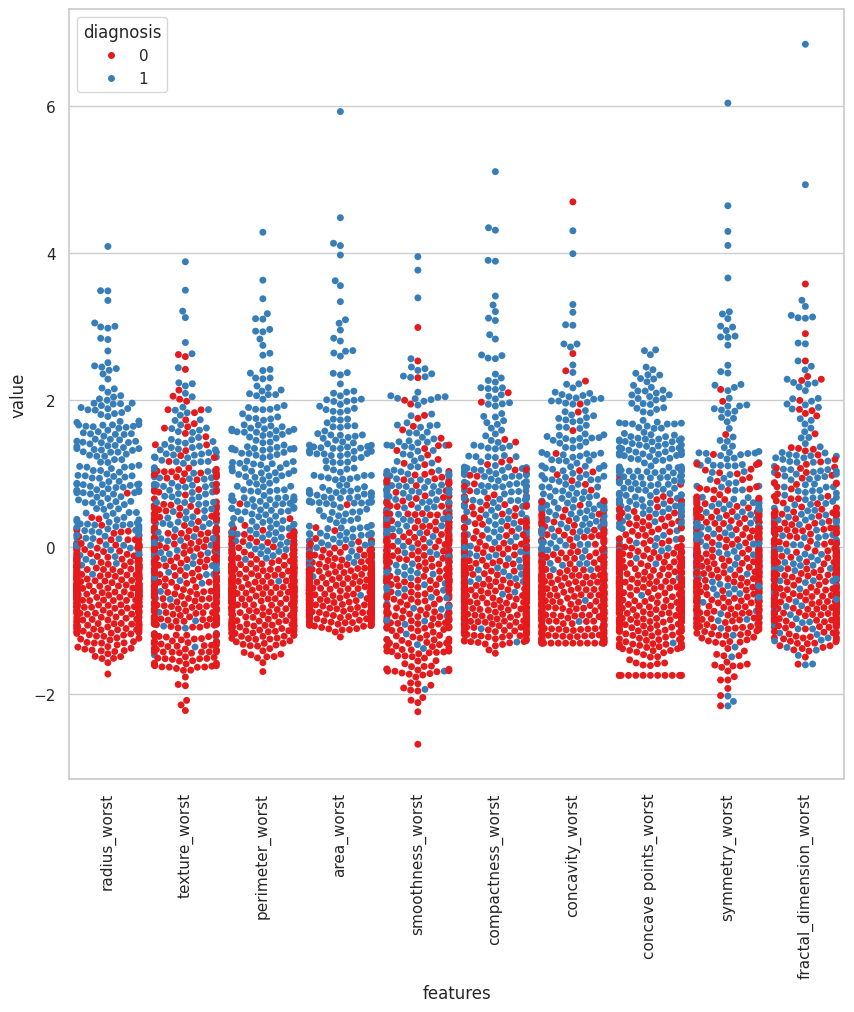 diagnosis
0
1
value
6
4
2
0
−2
radius_worst
texture_worst
perimeter_worst
area_worst
smoothness_worst
compactness_worst
concavity_worst
concave points_worst
symmetry_worst
fractal_dimension_worst
features